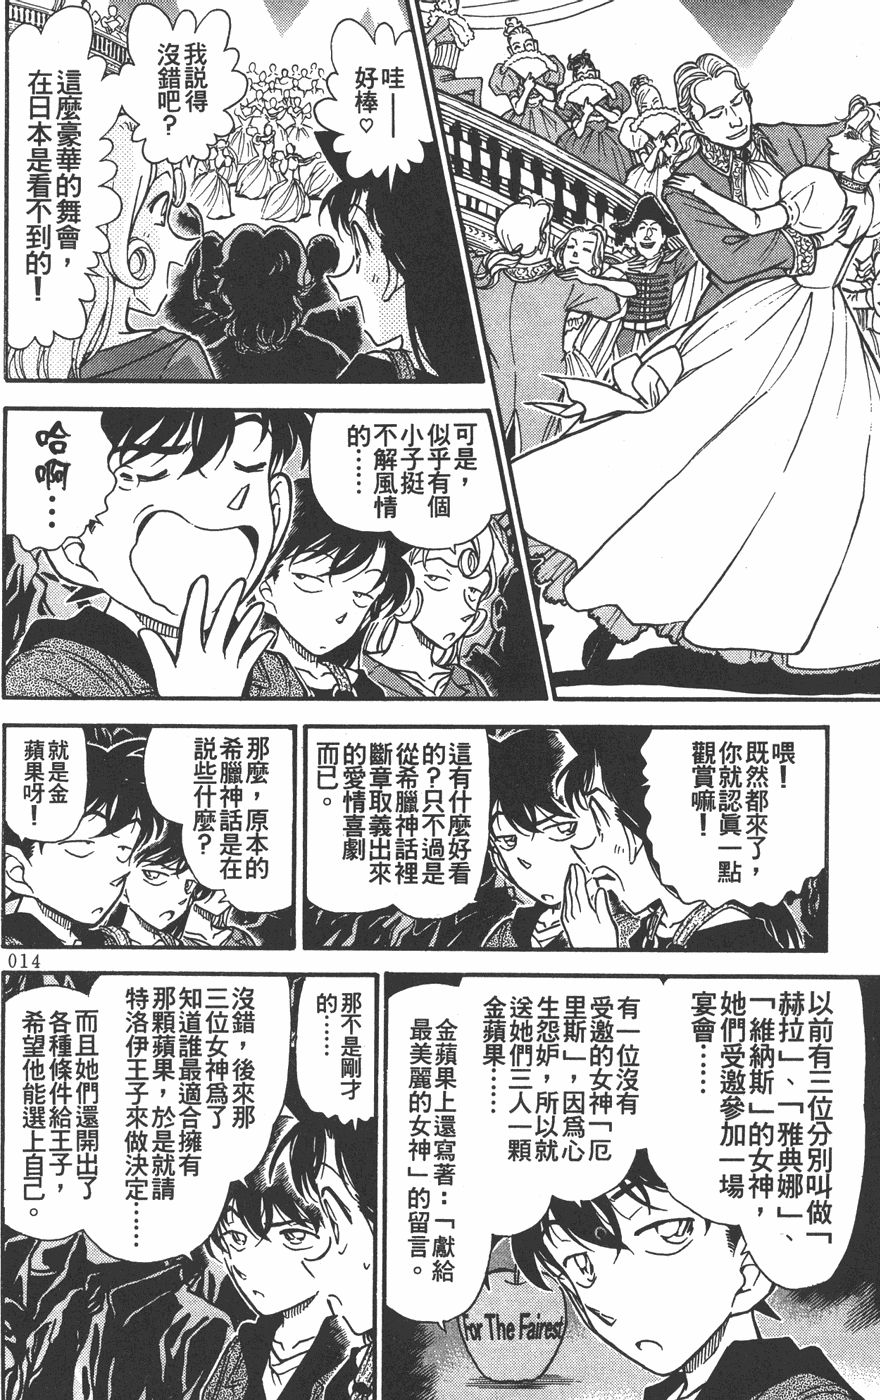 哇——
好棒♡
我說得
沒錯吧？
這麼豪華的舞會，
在日本是看不到的！
可是，
似乎有個
小子挺
不解風情
的……
哈啊…
喂！
既然都來了，
你就認眞一點
觀賞嘛！
這有什麼好看
的？只不過是
從希臘神話裡
斷章取義出來
的愛情喜劇
而已。
那麼，原本的
希臘神話是在
説些什麼？
就是金
蘋果呀！
014
以前有三位分別叫做「
赫拉」、「雅典娜」、
「維納斯」的女神，
她們受邀參加一場
宴會……
有一位沒有
受邀的女神「厄
里斯」，因爲心
生怨妒，所以就
送她們三人一顆
金蘋果……
金蘋果上還寫著：「獻給
最美麗的女神」的留言。
For The Fairest
那不是剛才
的……
沒錯，後來那
三位女神爲了
知道誰最適合擁有
那顆蘋果，於是就請
特洛伊王子來做決定……
而且她們還開出了
各種條件給王子，
希望他能選上自己。